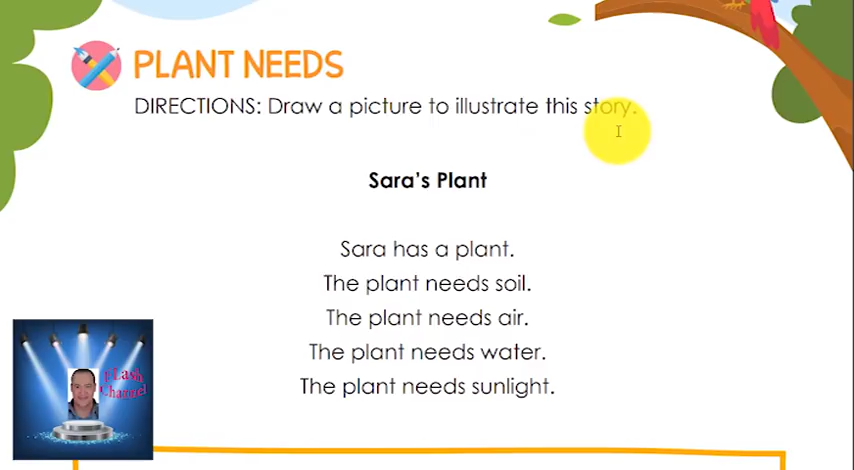 PLANT NEEDS
DIRECTIONS: Draw a picture to illustrate this story.
Sara's Plant
Sara has a plant.
The plant needs soil.
The plant needs air.
The plant needs water.
The plant needs sunlight.
FLash
Channel